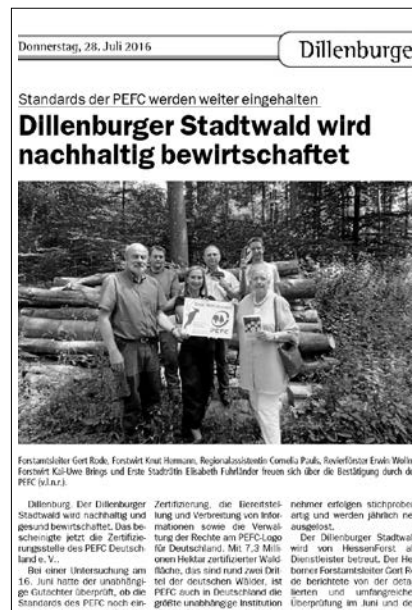 Donnerstag, 28. Juli 2016
Dillenburge
Standards der PEFC werden weiter eingehalten
Dillenburger Stadtwald wird
nachhaltig bewirtschaftet
PEFC
Forstamtsleiter Gert Rode, Forstwirt Knut Hermann, Regionalassistentin Cornelia Pauls, Revierförster Erwin
Forstwirt Kai-Uwe Brings und Erste Stadträtin Elisabeth Fuhrländer freuen sich über die Bestätigung durch d
PEFC (v.l.n.r.).
Dillenburg. Der Dillenburger
Stadtwald wird nachhaltig und
gesund bewirtschaftet. Das be-
scheinigte jetzt die Zertifizie-
rungsstelle des PEFC Deutsch-
land e. V..
Bei einer Untersuchung am
16. Juni hatte der unabhängi-
ge Gutachter überprüft, ob die
Standards des PEFC noch ein-
Zertifizierung, die Bereitstel-
lung und Verbreitung von Infor-
mationen sowie die Verwal-
tung der Rechte am PEFC-Logo
für Deutschland. Mit 7,3 Milli-
onen Hektar zertifizierter Wald-
fläche, das sind rund zwei Drit-
tel der deutschen Wälder, ist
PEFC auch in Deutschland die
größte unabhängige Institution
nehmer erfolgen stichproben
artig und werden jährlich ne
ausgelost.
Der Dillenburger Stadtwal
wird von HessenForst al
Dienstleister betreut. Der He
borner Forstamtsleiter Gert R
de berichtete von der detai
lierten und umfangreiche
Überprüfung im Juni und de